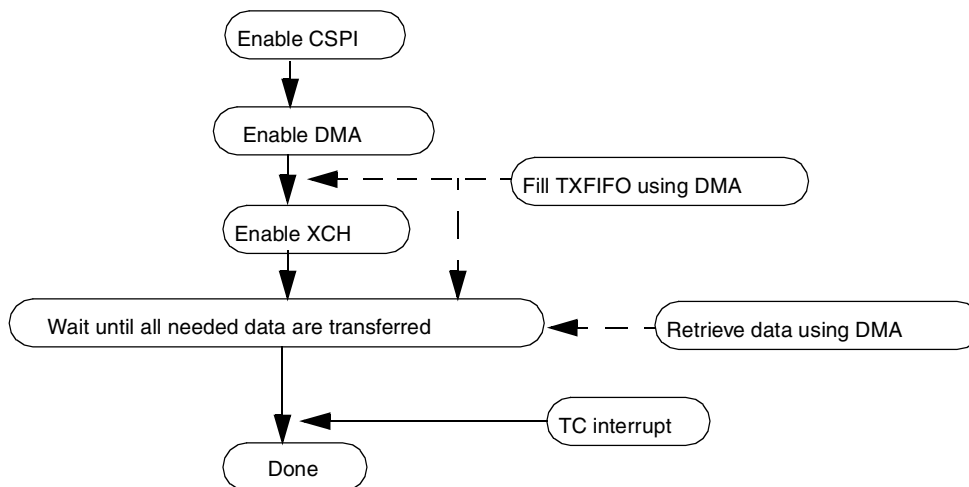 Enable CSPI
Enable DMA
Fill TXFIFO using DMA
Enable XCH
Wait until all needed data are transferred
Retrieve data using DMA
TC interrupt
Done